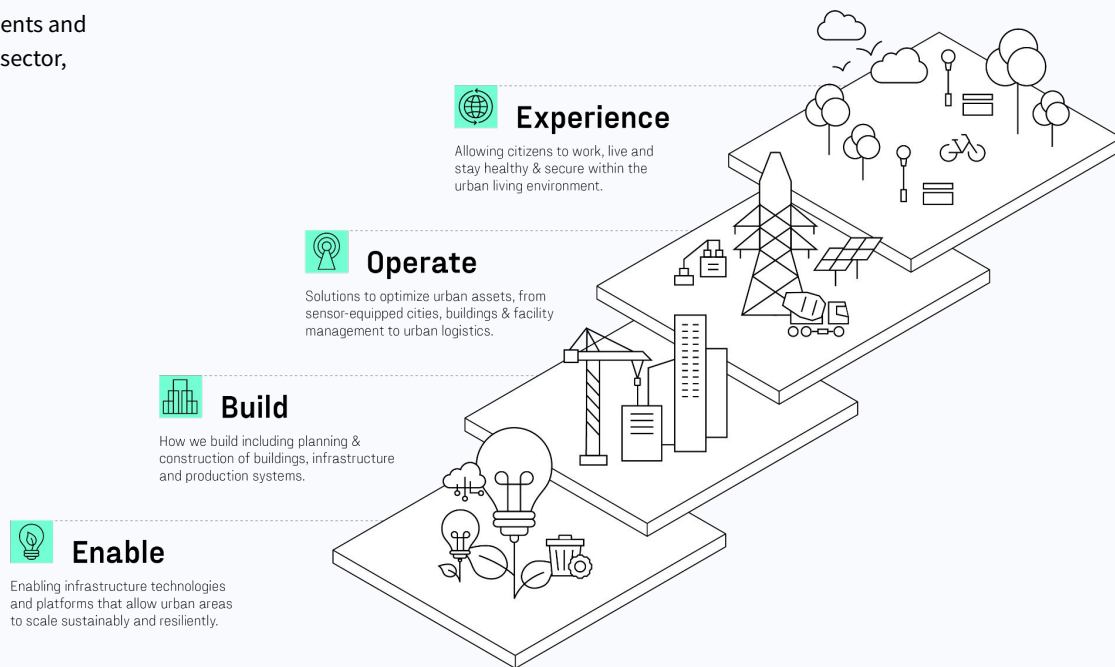 ents and
sector,
Experience
Allowing citizens to work, live and
stay healthy & secure within the
urban living environment.
Operate
Solutions to optimize urban assets, from
sensor-equipped cities, buildings & facility
management to urban logistics.
Build
How we build including planning &
construction of buildings, infrastructure
and production systems.
Enable
Enabling infrastructure technologies
and platforms that allow urban areas
to scale sustainably and resiliently.